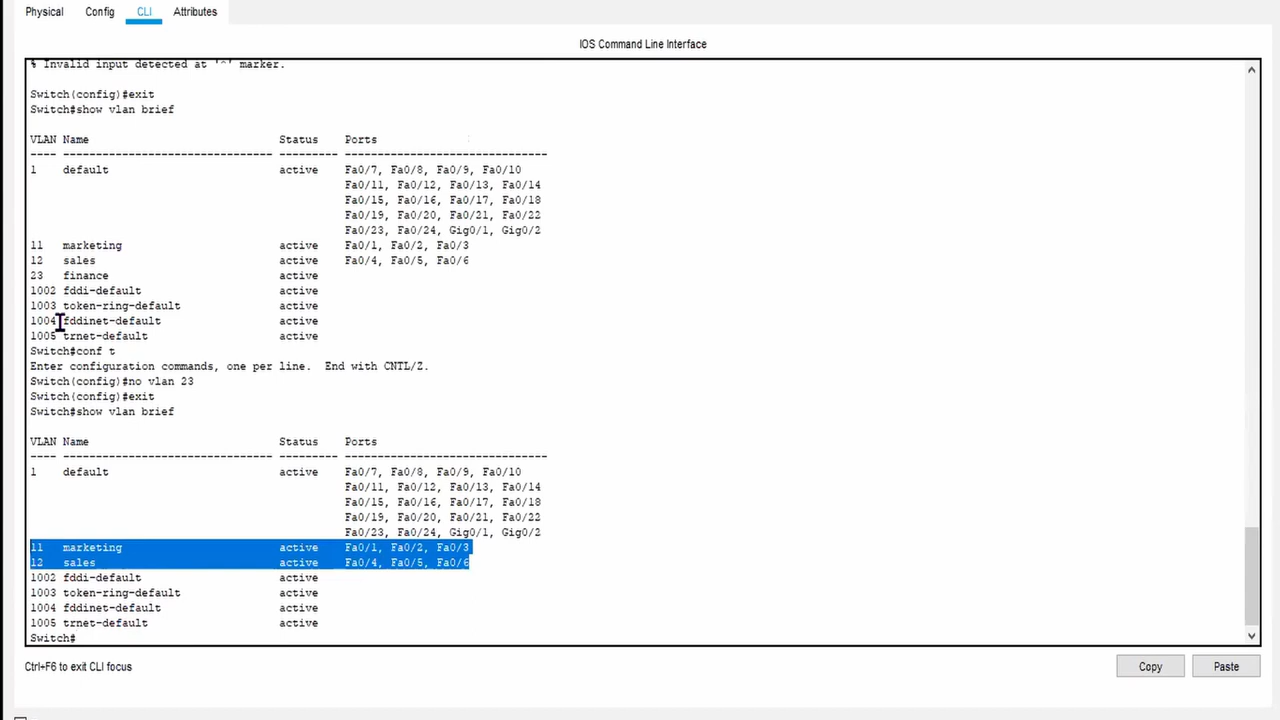 Physical Config CLI Attributes
IOS Command Line Interface
% Invalid input detected at '^' marker.
Switch(config)#exit
Switch#show vlan brief
VLAN Name Status Ports
---- -------------------------------- --------- -------------------------------
1 default active Fa0/7, Fa0/8, Fa0/9, Fa0/10
Fa0/11, Fa0/12, Fa0/13, Fa0/14
Fa0/15, Fa0/16, Fa0/17, Fa0/18
Fa0/19, Fa0/20, Fa0/21, Fa0/22
Fa0/23, Fa0/24, Gig0/1, Gig0/2
11 marketing active Fa0/1, Fa0/2, Fa0/3
12 sales active Fa0/4, Fa0/5, Fa0/6
23 finance active
1002 fddi-default active
1003 token-ring-default active
1004 fddinet-default active
1005 trnet-default active
Switch#conf t
Enter configuration commands, one per line. End with CNTL/Z.
Switch(config)#no vlan 23
Switch(config)#exit
Switch#show vlan brief
VLAN Name Status Ports
---- -------------------------------- --------- -------------------------------
1 default active Fa0/7, Fa0/8, Fa0/9, Fa0/10
Fa0/11, Fa0/12, Fa0/13, Fa0/14
Fa0/15, Fa0/16, Fa0/17, Fa0/18
Fa0/19, Fa0/20, Fa0/21, Fa0/22
Fa0/23, Fa0/24, Gig0/1, Gig0/2
11 marketing active Fa0/1, Fa0/2, Fa0/3
12 sales active Fa0/4, Fa0/5, Fa0/6
1002 fddi-default active
1003 token-ring-default active
1004 fddinet-default active
1005 trnet-default active
Switch#
Ctrl+F6 to exit CLI focus
Copy Paste